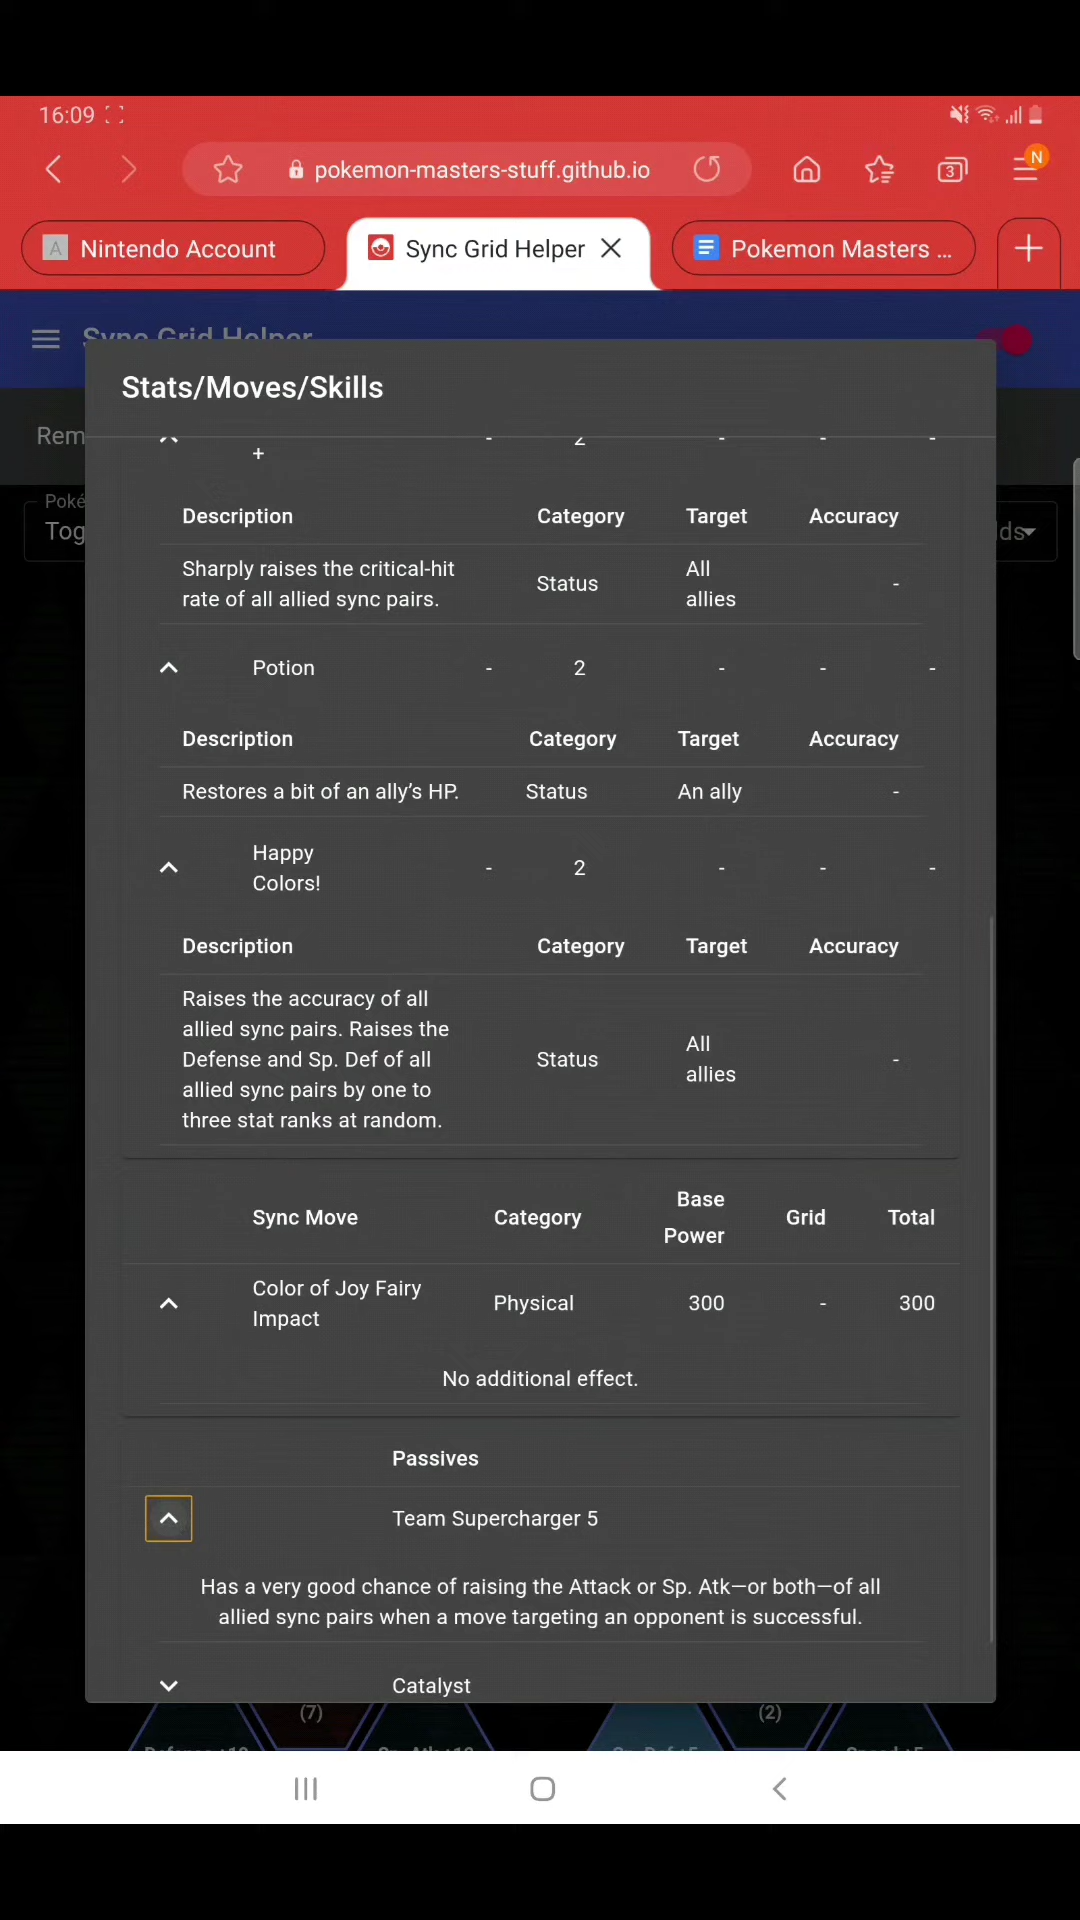 16:09
pokemon-masters-stuff.github.io
3
N
A Nintendo Account
Sync Grid Helper
Pokemon Masters ...
Sync Grid Helper
Stats/Moves/Skills
Rem
Poké
Tog
ds
+ - 2 - - -
Description Category Target Accuracy
Sharply raises the critical-hit
rate of all allied sync pairs.
Status
All
allies
-
Potion - 2 - - -
Description Category Target Accuracy
Restores a bit of an ally’s HP. Status An ally -
Happy
Colors!
- 2 - - -
Description Category Target Accuracy
Raises the accuracy of all
allied sync pairs. Raises the
Defense and Sp. Def of all
allied sync pairs by one to
three stat ranks at random.
Status
All
allies
-
Sync Move Category
Base
Power
Grid Total
Color of Joy Fairy
Impact
Physical 300 - 300
No additional effect.
Passives
Team Supercharger 5
Has a very good chance of raising the Attack or Sp. Atk—or both—of all
allied sync pairs when a move targeting an opponent is successful.
Catalyst
(7) (2)